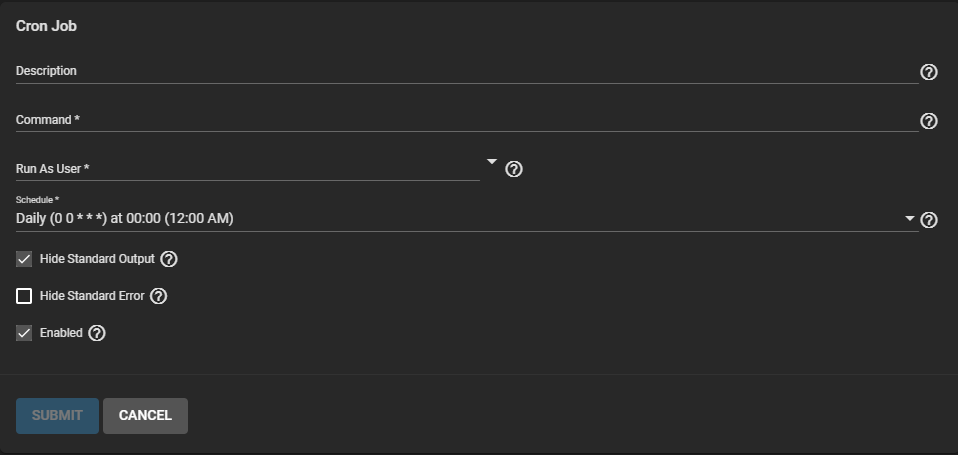 Cron Job
Description
Command *
Run As User *
Schedule *
Daily (0 0 * * *) at 00:00 (12:00 AM)
Hide Standard Output
Hide Standard Error
Enabled
SUBMIT CANCEL